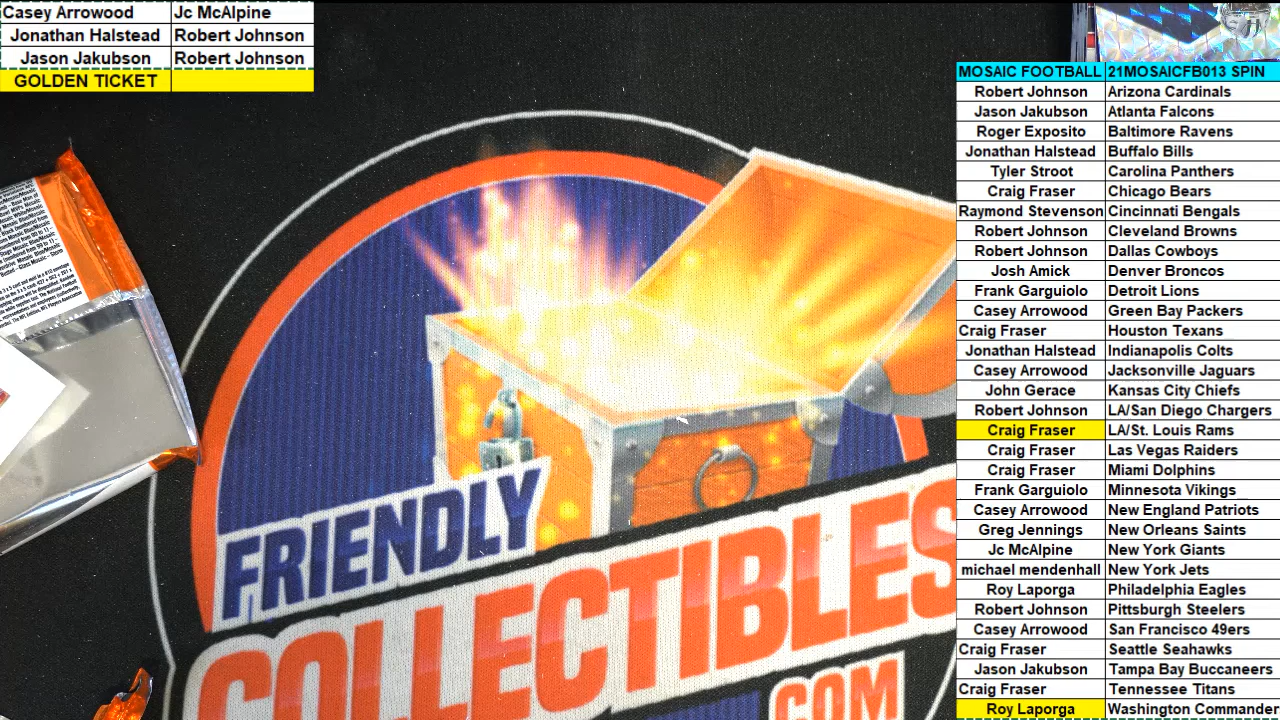 Casey Arrowood Jc McAlpine
Jonathan Halstead Robert Johnson
Jason Jakubson Robert Johnson
GOLDEN TICKET
MOSAIC FOOTBALL 21MOSAICFB013 SPIN
Robert Johnson Arizona Cardinals
Jason Jakubson Atlanta Falcons
Roger Exposito Baltimore Ravens
Jonathan Halstead Buffalo Bills
Tyler Stroot Carolina Panthers
Craig Fraser Chicago Bears
Raymond Stevenson Cincinnati Bengals
Robert Johnson Cleveland Browns
Robert Johnson Dallas Cowboys
Josh Amick Denver Broncos
Frank Garguiolo Detroit Lions
Casey Arrowood Green Bay Packers
Craig Fraser Houston Texans
Jonathan Halstead Indianapolis Colts
Casey Arrowood Jacksonville Jaguars
John Gerace Kansas City Chiefs
Robert Johnson LA/San Diego Chargers
Craig Fraser LA/St. Louis Rams
Craig Fraser Las Vegas Raiders
Craig Fraser Miami Dolphins
Frank Garguiolo Minnesota Vikings
Casey Arrowood New England Patriots
Greg Jennings New Orleans Saints
Jc McAlpine New York Giants
michael mendenhall New York Jets
Roy Laporga Philadelphia Eagles
Robert Johnson Pittsburgh Steelers
Casey Arrowood San Francisco 49ers
Craig Fraser Seattle Seahawks
Jason Jakubson Tampa Bay Buccaneers
Craig Fraser Tennessee Titans
Roy Laporga Washington Commander
FRIENDLY
COLLECTIBLES
.COM